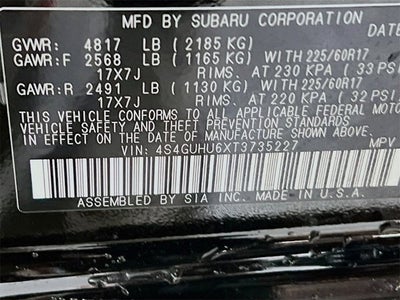 MFD BY SUBARU CORPORATION DATE
GVWR: 4817 LB (2185 KG)
GAWR:F 2568 LB (1165 KG) WITH 225/60R17
17X7J RIMS, AT 230 KPA (33 PSI
GAWR:R 2491 LB (1130 KG) WITH 225/60R17
17X7J RIMS, AT 220 KPA (32 PSI
THIS VEHICLE CONFORMS TO ALL APPLICABLE FEDERAL MOTOR
VEHICLE SAFETY AND THEFT PREVENTION STANDARDS
IN EFFECT ON THE DATE OF MANUFACTURE SHOWN ABOVE.
VIN: 4S4GUHU6XT3735227 MPV
ASSEMBLED BY SIA INC. MADE IN U.S.A.